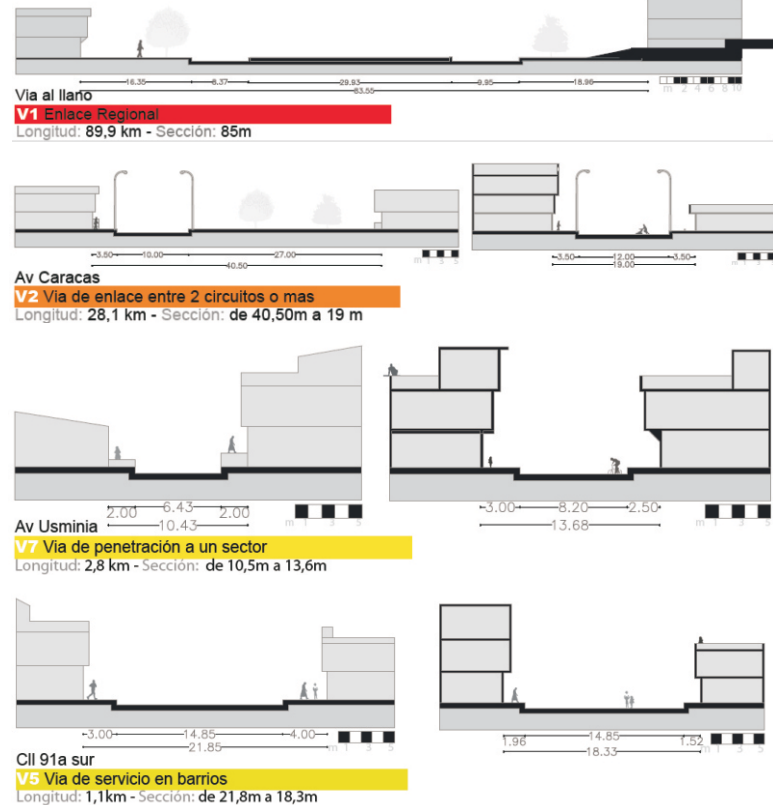 16.35 8.37 29.93 9.95 18.96
83.55
m 2 4 6 8 10
Via al llano
V1 Enlace Regional
Longitud: 89,9 km - Sección: 85m
3.50 10.00 27.00
40.50
m 1 3 5
3.50 12.00 3.50
19.00
m 1 3 5
Av Caracas
V2 Via de enlace entre 2 circuitos o mas
Longitud: 28,1 km - Sección: de 40,50m a 19 m
2.00 6.43 2.00
10.43
m 1 3 5
3.00 8.20 2.50
13.68
m 1 3 5
Av Usminia
V7 Via de penetración a un sector
Longitud: 2,8 km - Sección: de 10,5m a 13,6m
3.00 14.85 4.00
21.85
m 1 3 5
1.96 14.85 1.52
18.33
m 1 3 5
Cll 91a sur
V5 Via de servicio en barrios
Longitud: 1,1km - Sección: de 21,8m a 18,3m